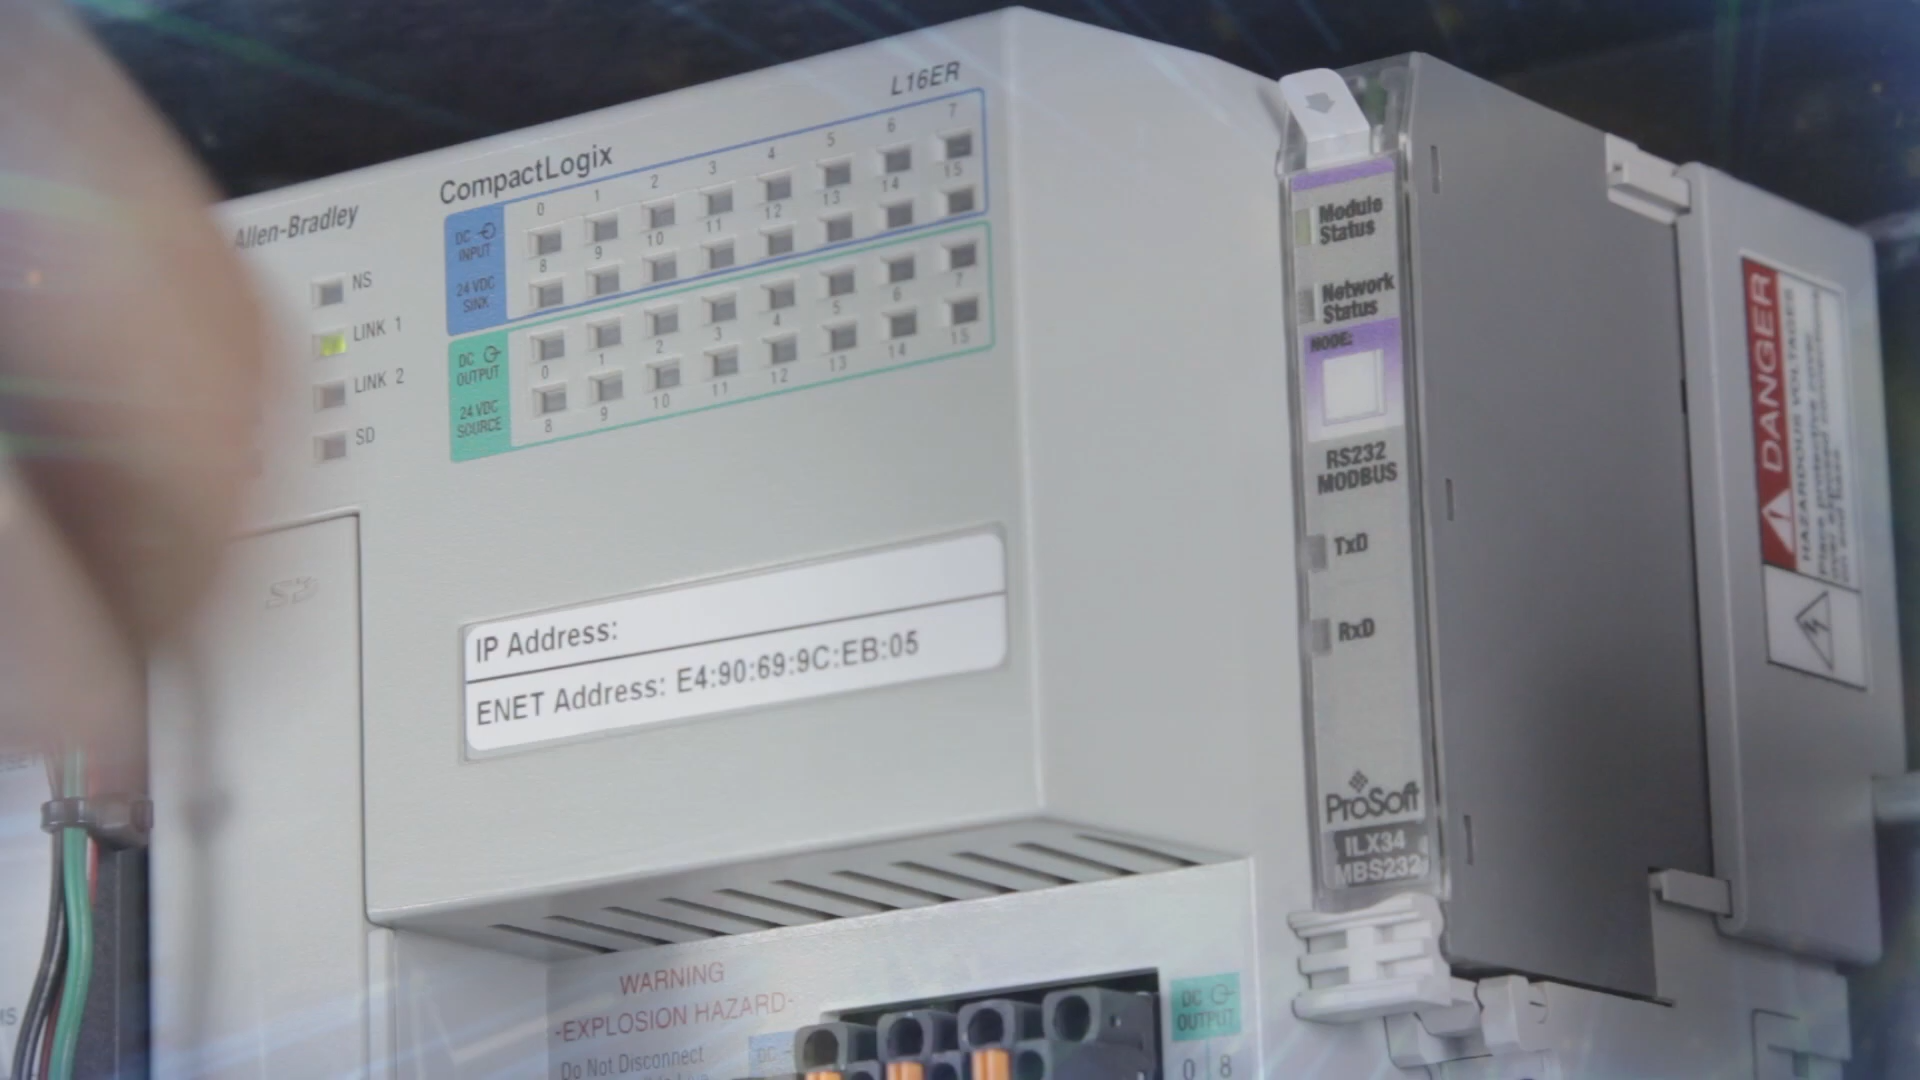 Allen-Bradley
NS
LINK 1
LINK 2
SD
CompactLogix
L16ER
DC
INPUT
24 VDC
SINK
0 1 2 3 4 5 6 7
8 9 10 11 12 13 14 15
DC
OUTPUT
24 VDC
SOURCE
0 1 2 3 4 5 6 7
8 9 10 11 12 13 14 15
SD
IP Address:
ENET Address: E4:90:69:9C:EB:05
WARNING
-EXPLOSION HAZARD-
Do Not Disconnect
DC
DC
OUTPUT
0 8
Module
Status
Network
Status
MODE:
RS232
MODBUS
TxD
RxD
ProSoft
ILX34
MBS232
DANGER
HAZARDOUS VOLTAGES